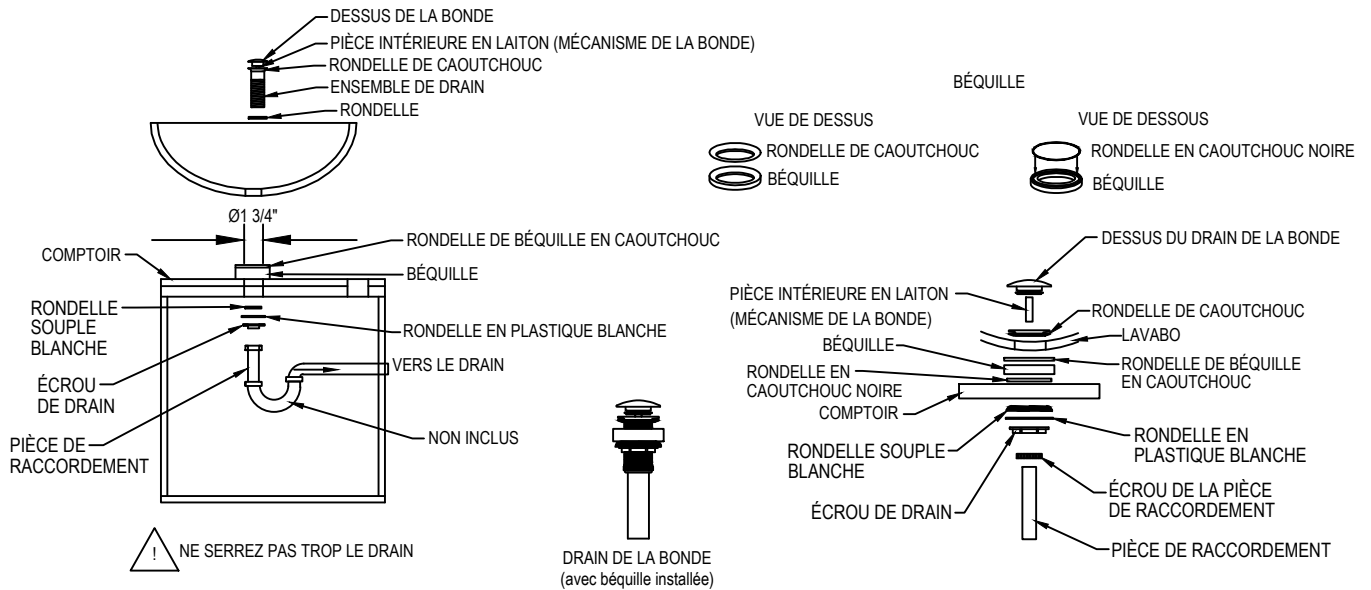 DESSUS DE LA BONDE
PIÈCE INTÉRIEURE EN LAITON (MÉCANISME DE LA BONDE)
RONDELLE DE CAOUTCHOUC
ENSEMBLE DE DRAIN
RONDELLE
Ø1 3/4"
COMPTOIR
RONDELLE DE BÉQUILLE EN CAOUTCHOUC
BÉQUILLE
RONDELLE
SOUPLE
BLANCHE
RONDELLE EN PLASTIQUE BLANCHE
VERS LE DRAIN
ÉCROU
DE DRAIN
PIÈCE DE
RACCORDEMENT
NON INCLUS
! NE SERREZ PAS TROP LE DRAIN
DRAIN DE LA BONDE
(avec béquille installée)
BÉQUILLE
VUE DE DESSUS
RONDELLE DE CAOUTCHOUC
BÉQUILLE
VUE DE DESSOUS
RONDELLE EN CAOUTCHOUC NOIRE
BÉQUILLE
DESSUS DU DRAIN DE LA BONDE
PIÈCE INTÉRIEURE EN LAITON
(MÉCANISME DE LA BONDE)
RONDELLE DE CAOUTCHOUC
LAVABO
BÉQUILLE
RONDELLE DE BÉQUILLE
EN CAOUTCHOUC
RONDELLE EN
CAOUTCHOUC NOIRE
COMPTOIR
RONDELLE SOUPLE
BLANCHE
RONDELLE EN
PLASTIQUE BLANCHE
ÉCROU DE DRAIN
ÉCROU DE LA PIÈCE
DE RACCORDEMENT
PIÈCE DE RACCORDEMENT